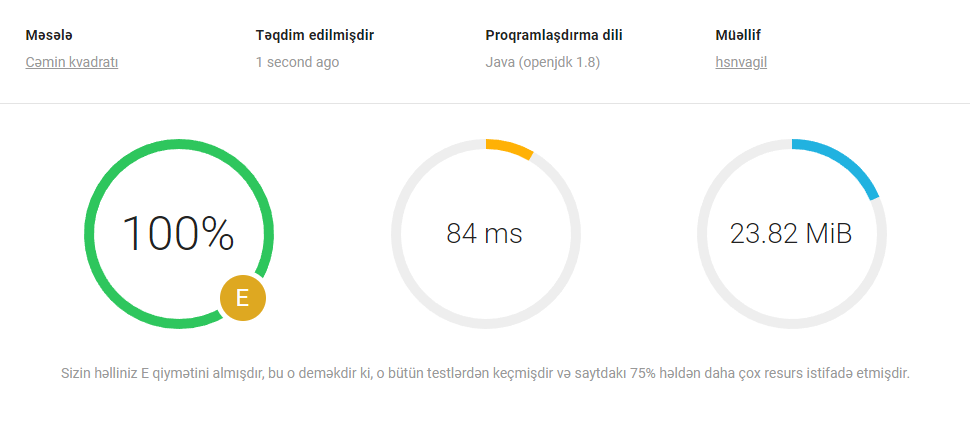 Məsələ
Təqdim edilmişdir
Proqramlaşdırma dili
Müəllif
Cəmin kvadratı
1 second ago
Java (openjdk 1.8)
hsnvagil
100%
E
84 ms
23.82 MiB
Sizin həlliniz E qiymətini almışdır, bu o deməkdir ki, o bütün testlərdən keçmişdir və saytdakı 75% həldən daha çox resurs istifadə etmişdir.